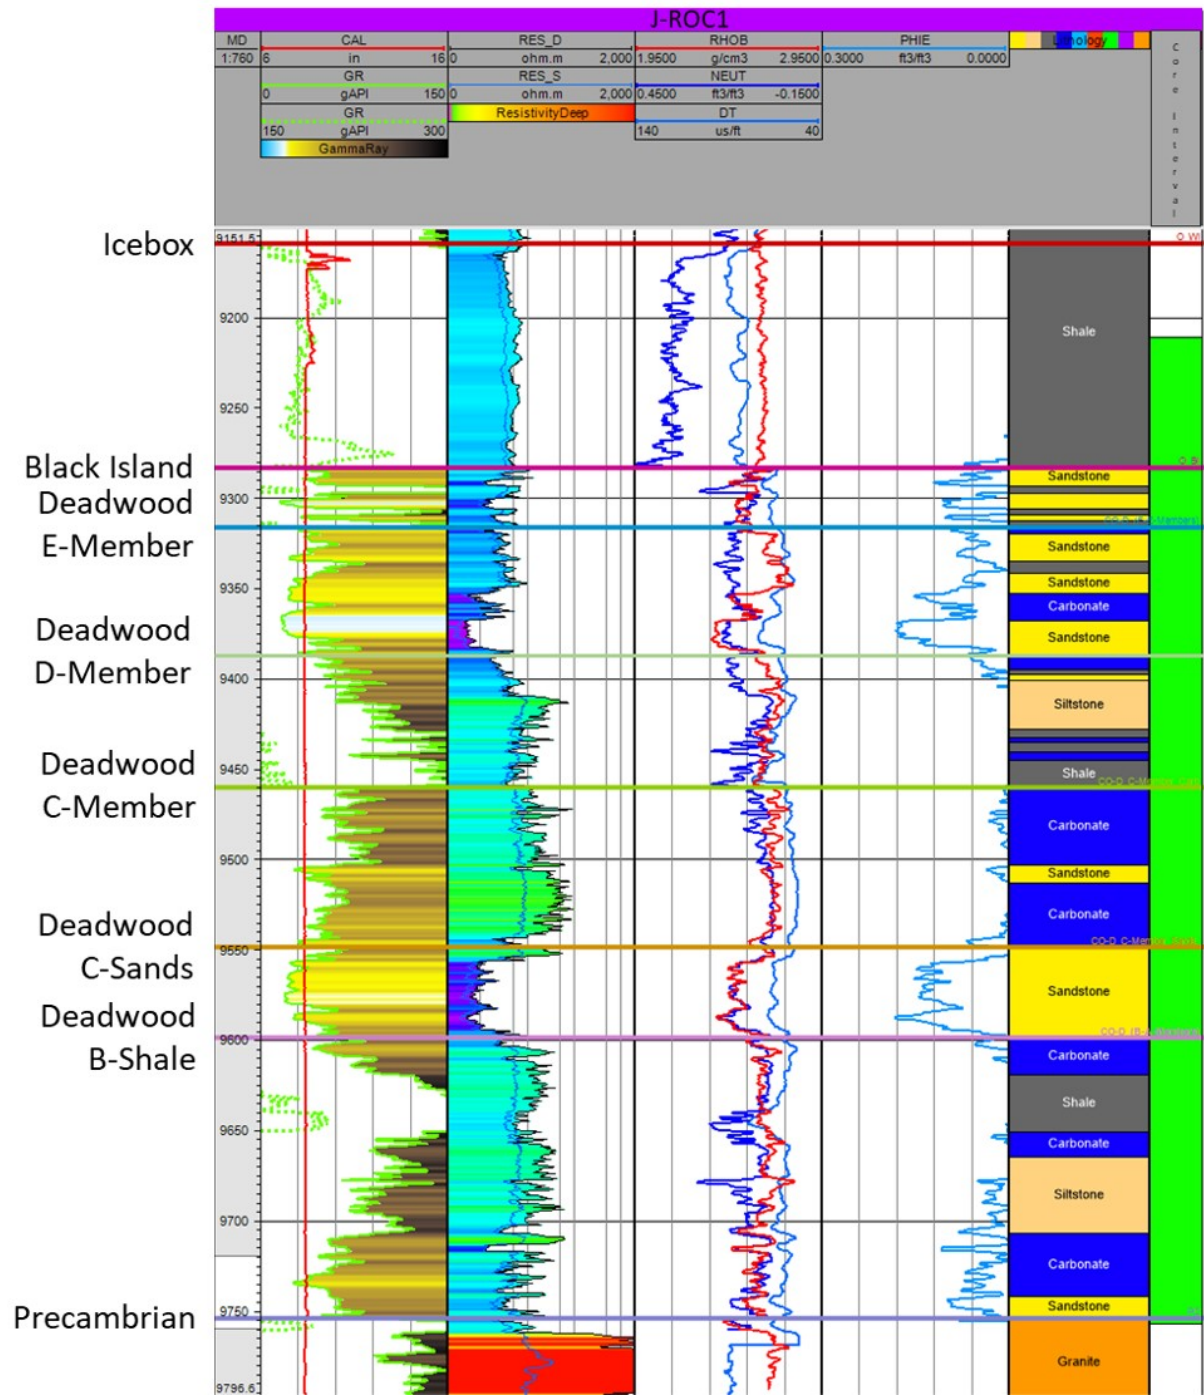 J-ROC1
MD CAL RES_D RHOB PHIE Lithology Core Interval
1:760 6 in 16 0 ohm.m 2,000 1.9500 g/cm3 2.9500 0.3000 ft3/ft3 0.0000
GR RES_S NEUT
0 gAPI 150 0 ohm.m 2,000 0.4500 ft3/ft3 -0.1500
GR ResistivityDeep DT
150 gAPI 300 140 us/ft 40
GammaRay
9151.5
Icebox
9200
Shale
9250
Black Island
Sandstone
Deadwood
9300
E-Member
Sandstone
9350
Sandstone
Carbonate
Deadwood
Sandstone
D-Member
9400
Siltstone
Deadwood
9450
Shale
C-Member
Carbonate
9500
Sandstone
Deadwood
Carbonate
9550
C-Sands
Sandstone
Deadwood
9600
B-Shale
Carbonate
Shale
9650
Carbonate
Siltstone
9700
Carbonate
9750
Sandstone
Precambrian
Granite
9796.6